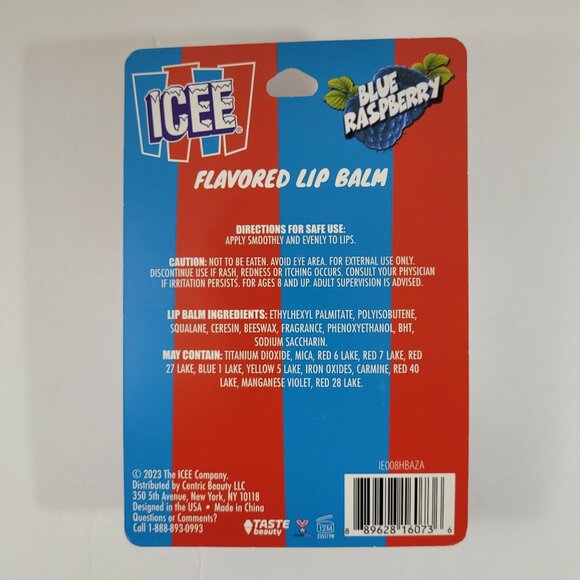 ICEE®
BLUE
RASPBERRY
FLAVORED LIP BALM
DIRECTIONS FOR SAFE USE:
APPLY SMOOTHLY AND EVENLY TO LIPS.
CAUTION: NOT TO BE EATEN. AVOID EYE AREA. FOR EXTERNAL USE ONLY.
DISCONTINUE USE IF RASH, REDNESS OR ITCHING OCCURS. CONSULT YOUR PHYSICIAN
IF IRRITATION PERSISTS. FOR AGES 8 AND UP. ADULT SUPERVISION IS ADVISED.
LIP BALM INGREDIENTS: ETHYLHEXYL PALMITATE, POLYISOBUTENE,
SQUALANE, CERESIN, BEESWAX, FRAGRANCE, PHENOXYETHANOL, BHT,
SODIUM SACCHARIN.
MAY CONTAIN: TITANIUM DIOXIDE, MICA, RED 6 LAKE, RED 7 LAKE, RED
27 LAKE, BLUE 1 LAKE, YELLOW 5 LAKE, IRON OXIDES, CARMINE, RED 40
LAKE, MANGANESE VIOLET, RED 28 LAKE.
IE008HBAZA
© 2023 The ICEE Company.
Distributed by Centric Beauty LLC
350 5th Avenue, New York, NY 10118
Designed in the USA • Made in China
Questions or Comments?
Call 1-888-893-0993
TASTE
beauty
12M
8 89628 16073 6